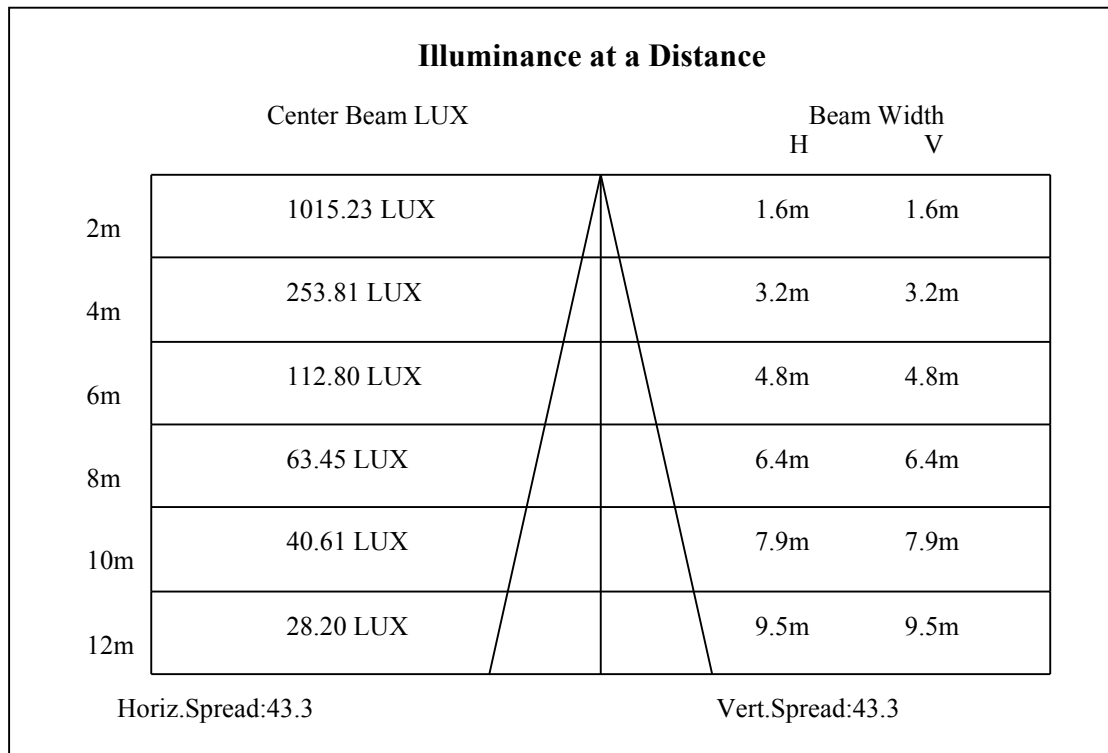 Illuminance at a Distance
Center Beam LUX Beam Width
H V
2m 1015.23 LUX 1.6m 1.6m
4m 253.81 LUX 3.2m 3.2m
6m 112.80 LUX 4.8m 4.8m
8m 63.45 LUX 6.4m 6.4m
10m 40.61 LUX 7.9m 7.9m
12m 28.20 LUX 9.5m 9.5m
Horiz.Spread:43.3 Vert.Spread:43.3